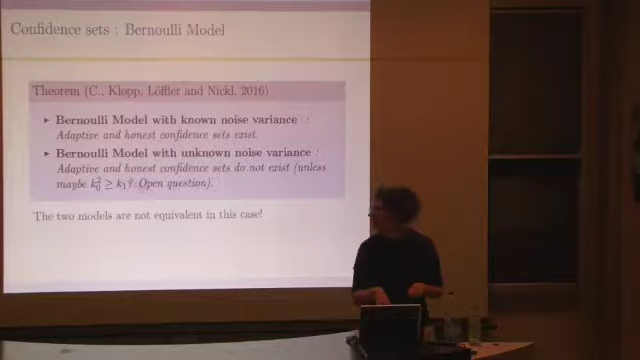 Confidence sets : Bernoulli Model
Theorem (C., Klopp, Löffler and Nickl, 2016)
▸ Bernoulli Model with known noise variance :
Adaptive and honest confidence sets exist.
▸ Bernoulli Model with unknown noise variance :
Adaptive and honest confidence sets do not exist (unless
maybe k₀² ≥ k₁?: Open question).
The two models are not equivalent in this case!